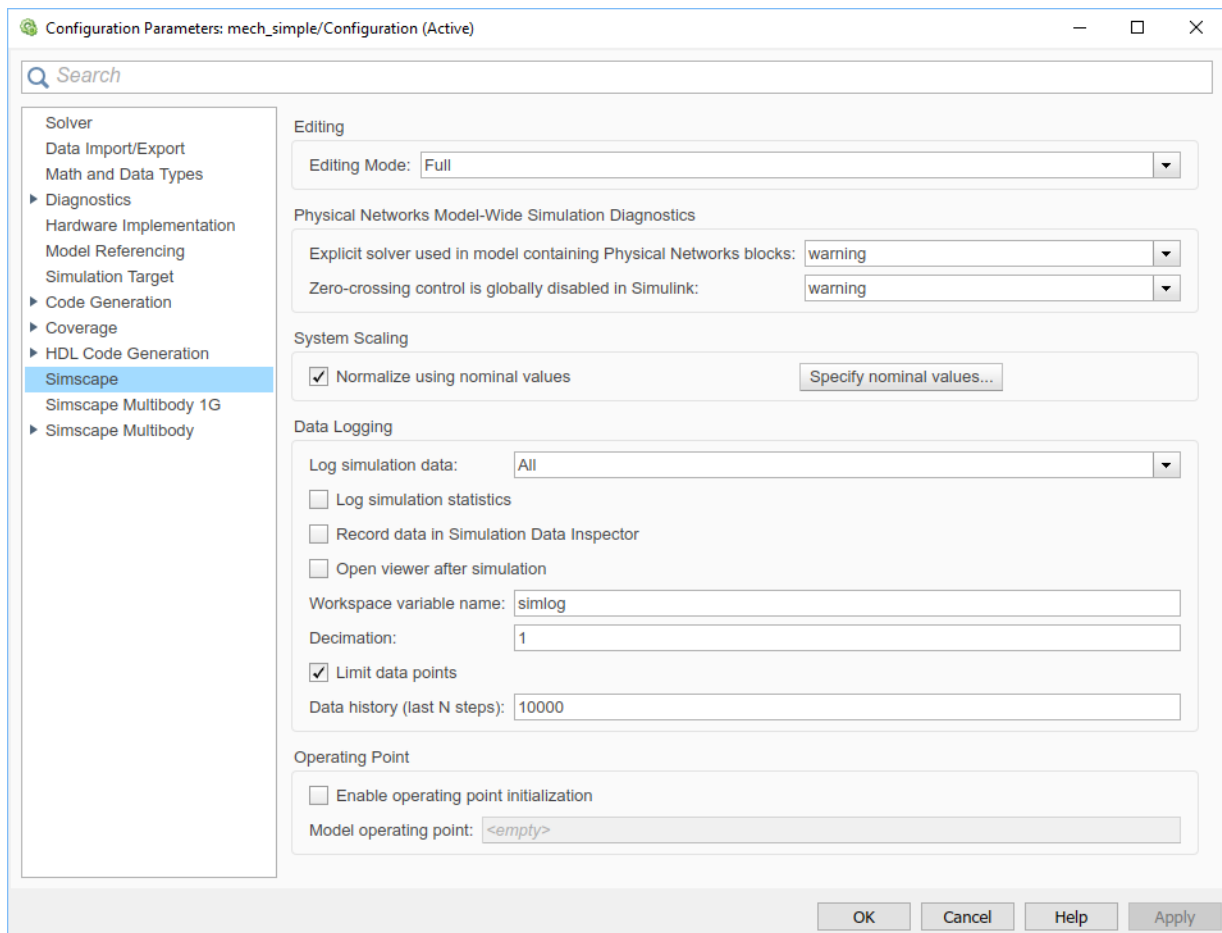 Configuration Parameters: mech_simple/Configuration (Active)
Search
Solver
Data Import/Export
Math and Data Types
Diagnostics
Hardware Implementation
Model Referencing
Simulation Target
Code Generation
Coverage
HDL Code Generation
Simscape
Simscape Multibody 1G
Simscape Multibody
Editing
Editing Mode: Full
Physical Networks Model-Wide Simulation Diagnostics
Explicit solver used in model containing Physical Networks blocks: warning
Zero-crossing control is globally disabled in Simulink: warning
System Scaling
Normalize using nominal values Specify nominal values...
Data Logging
Log simulation data: All
Log simulation statistics
Record data in Simulation Data Inspector
Open viewer after simulation
Workspace variable name: simlog
Decimation: 1
Limit data points
Data history (last N steps): 10000
Operating Point
Enable operating point initialization
Model operating point: <empty>
OK Cancel Help Apply